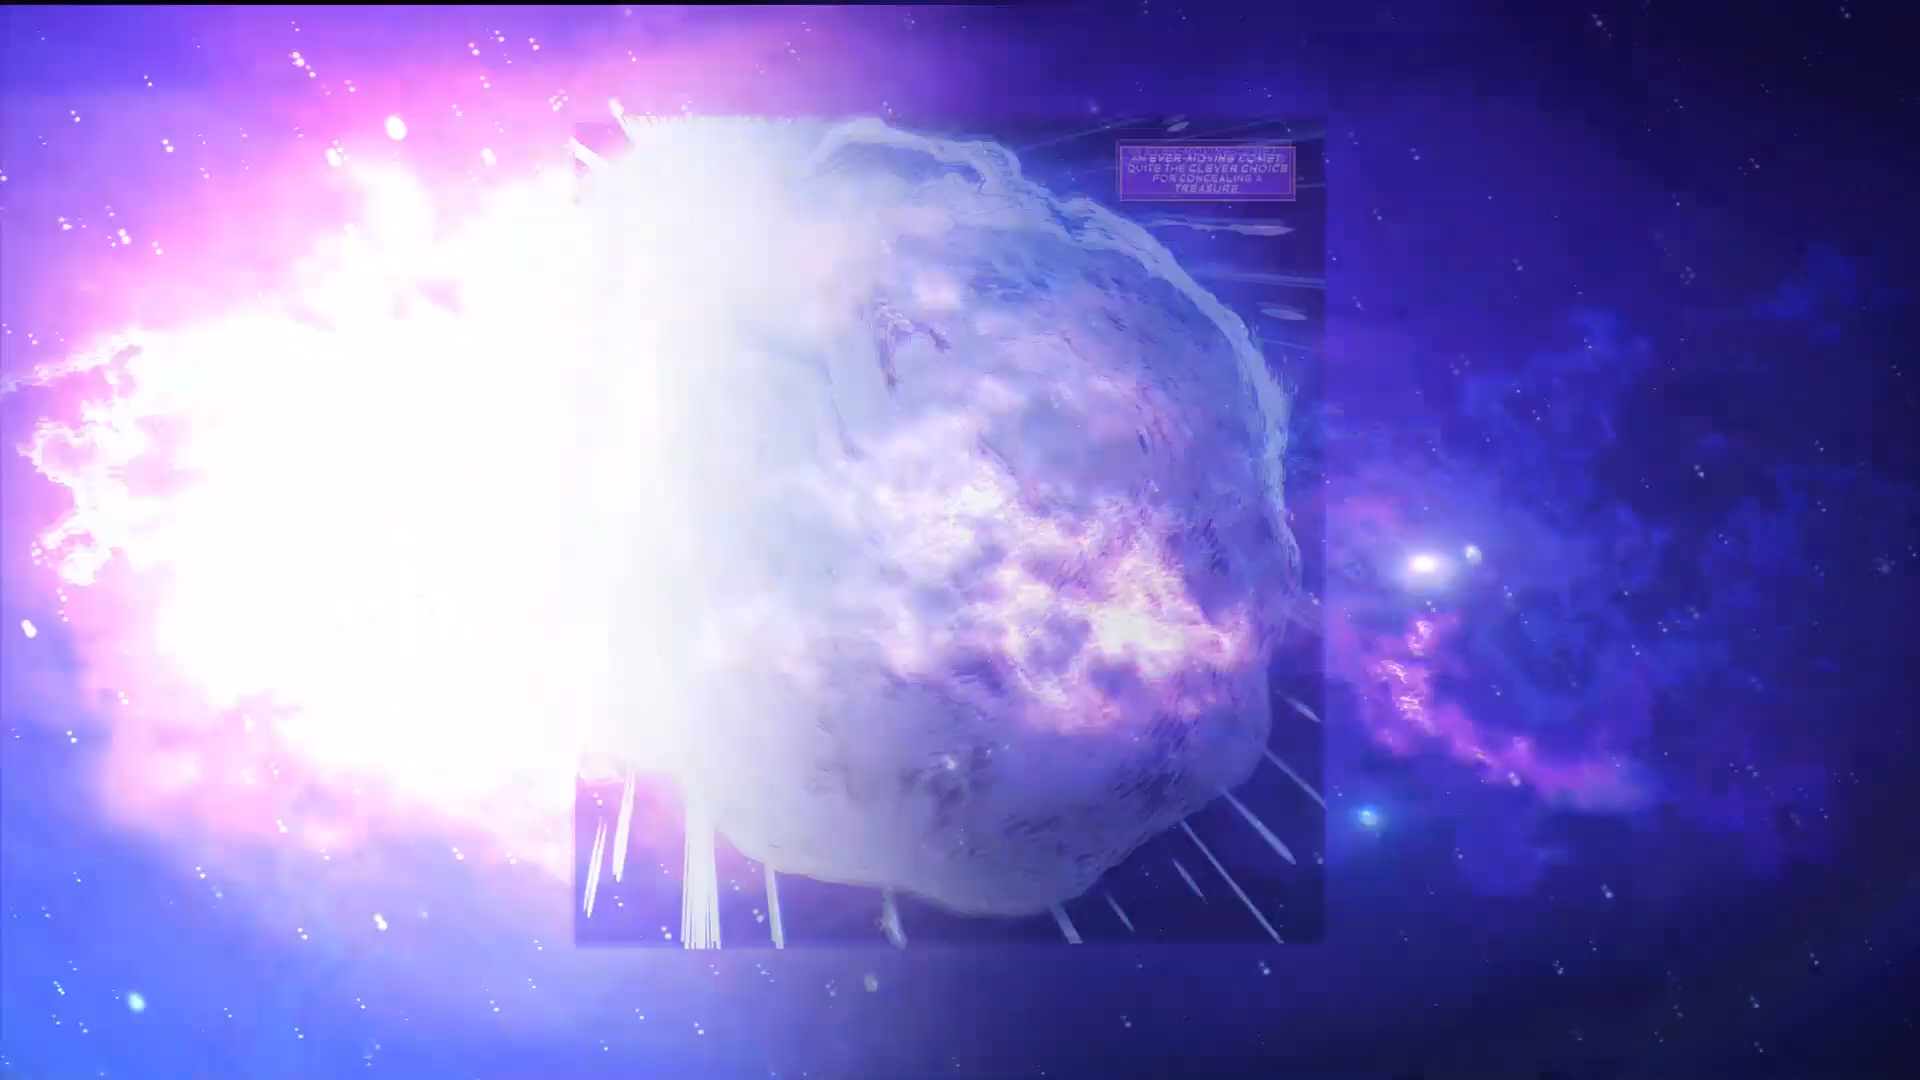 AN EVER-MOVING COMET
QUITE THE CLEVER CHOICE
FOR CONCEALING A
TREASURE